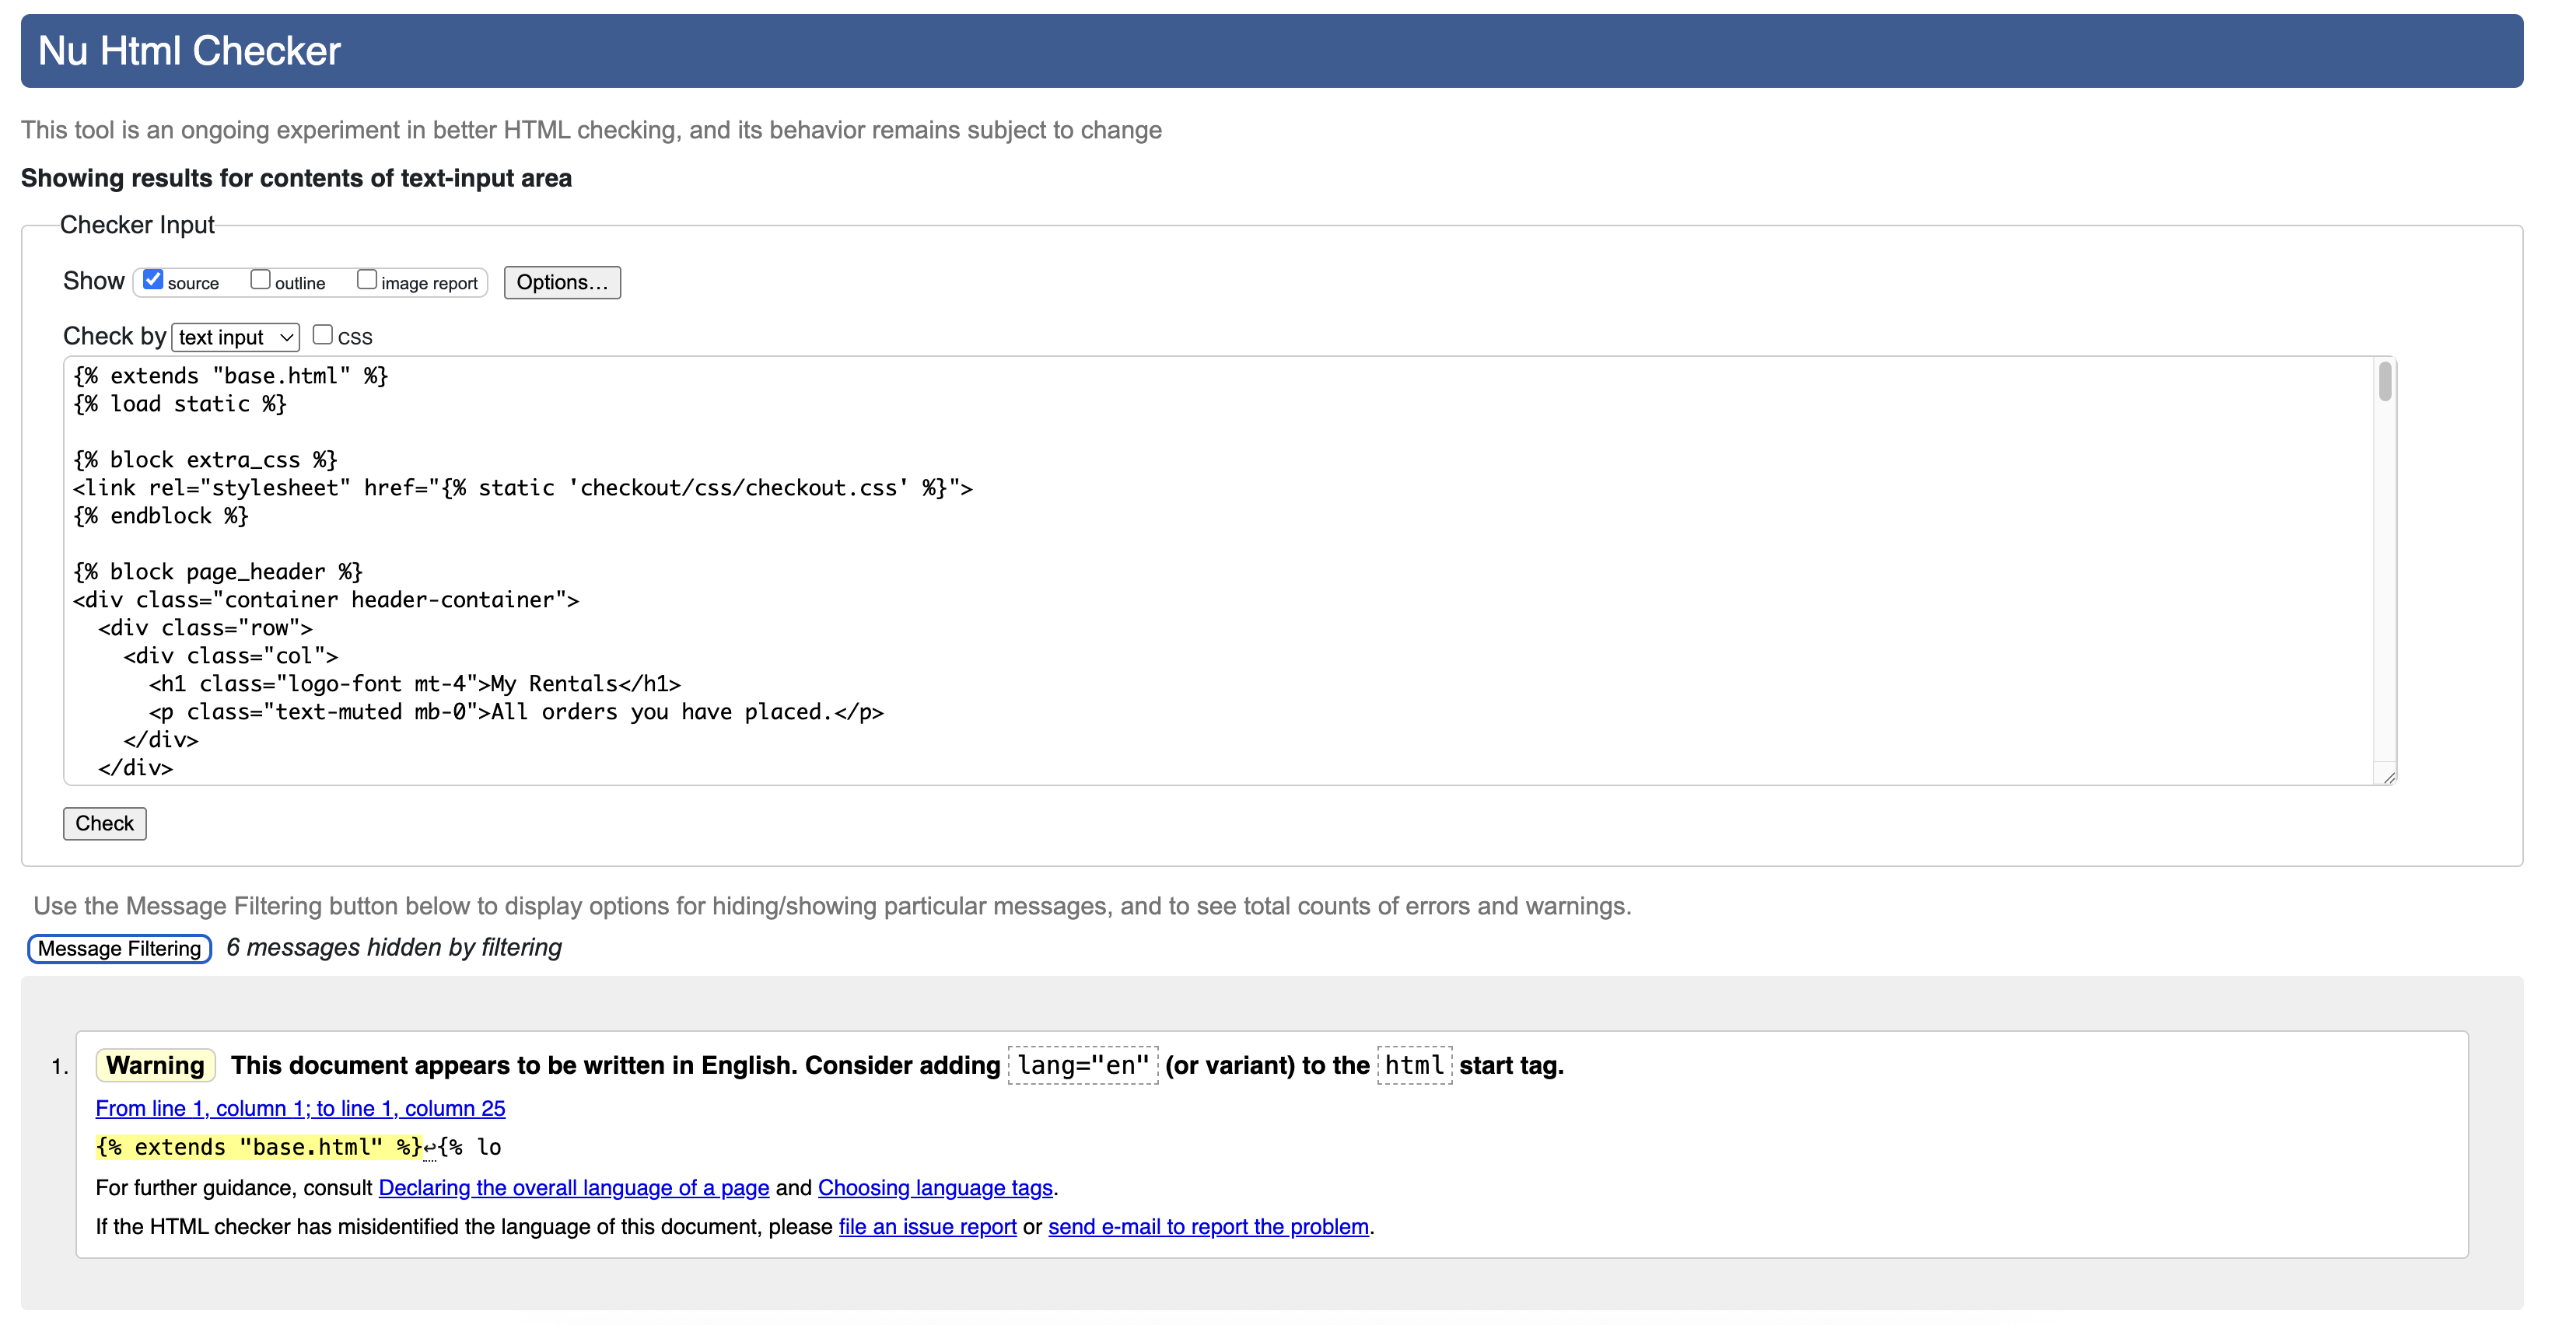 Nu Html Checker
This tool is an ongoing experiment in better HTML checking, and its behavior remains subject to change
Showing results for contents of text-input area
Checker Input
Show source outline image report Options...
Check by text input CSS
{% extends "base.html" %}
{% load static %}
{% block extra_css %}
<link rel="stylesheet" href="{% static 'checkout/css/checkout.css' %}">
{% endblock %}
{% block page_header %}
<div class="container header-container">
  <div class="row">
    <div class="col">
      <h1 class="logo-font mt-4">My Rentals</h1>
      <p class="text-muted mb-0">All orders you have placed.</p>
    </div>
  </div>
Check
Use the Message Filtering button below to display options for hiding/showing particular messages, and to see total counts of errors and warnings.
Message Filtering 6 messages hidden by filtering
1. Warning This document appears to be written in English. Consider adding lang="en" (or variant) to the html start tag.
From line 1, column 1; to line 1, column 25
{% extends "base.html" %}↩{% lo
For further guidance, consult Declaring the overall language of a page and Choosing language tags.
If the HTML checker has misidentified the language of this document, please file an issue report or send e-mail to report the problem.